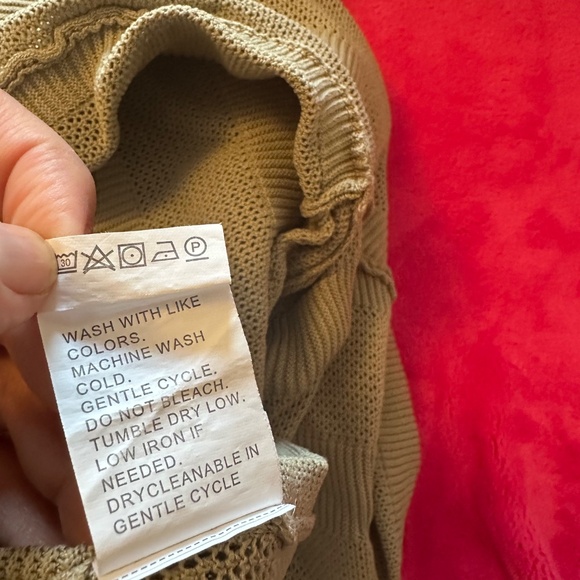 30 P
WASH WITH LIKE
COLORS.
MACHINE WASH
COLD.
GENTLE CYCLE.
DO NOT BLEACH.
TUMBLE DRY LOW.
LOW IRON IF
NEEDED.
DRYCLEANABLE IN
GENTLE CYCLE